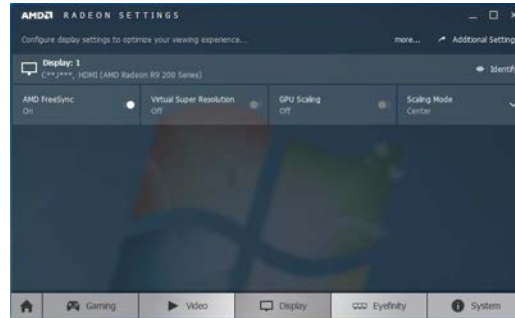 AMD RADEON SETTINGS
Configure deplay settings to optimize your viewing experience...
more...
Additional Setting
Display: 1
C**J***, HDMI (AMD Radeon R9 200 Series)
Identify
AMD FreeSync
On
Virtual Super Resolution
Off
GPU Scaling
Off
Scaling Mode
Center
Gaming
Video
Display
Eyefinity
System